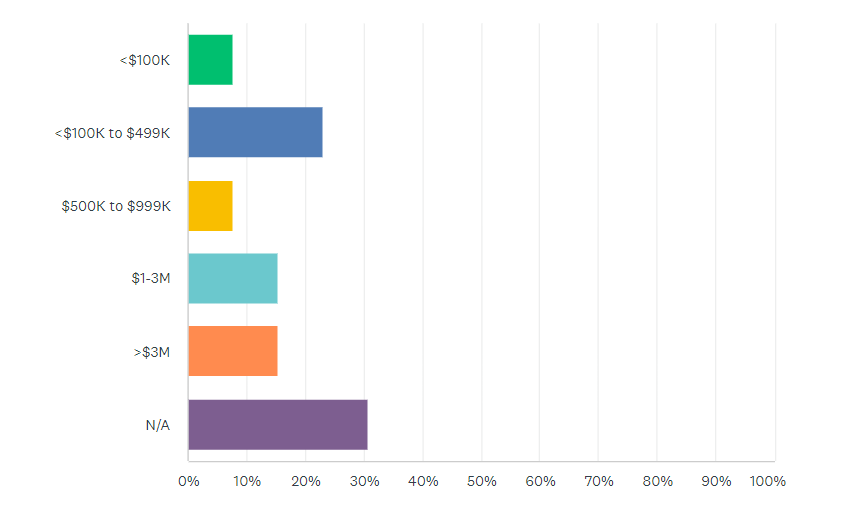 <$100K
<$100K to $499K
$500K to $999K
$1-3M
>$3M
N/A
0% 10% 20% 30% 40% 50% 60% 70% 80% 90% 100%